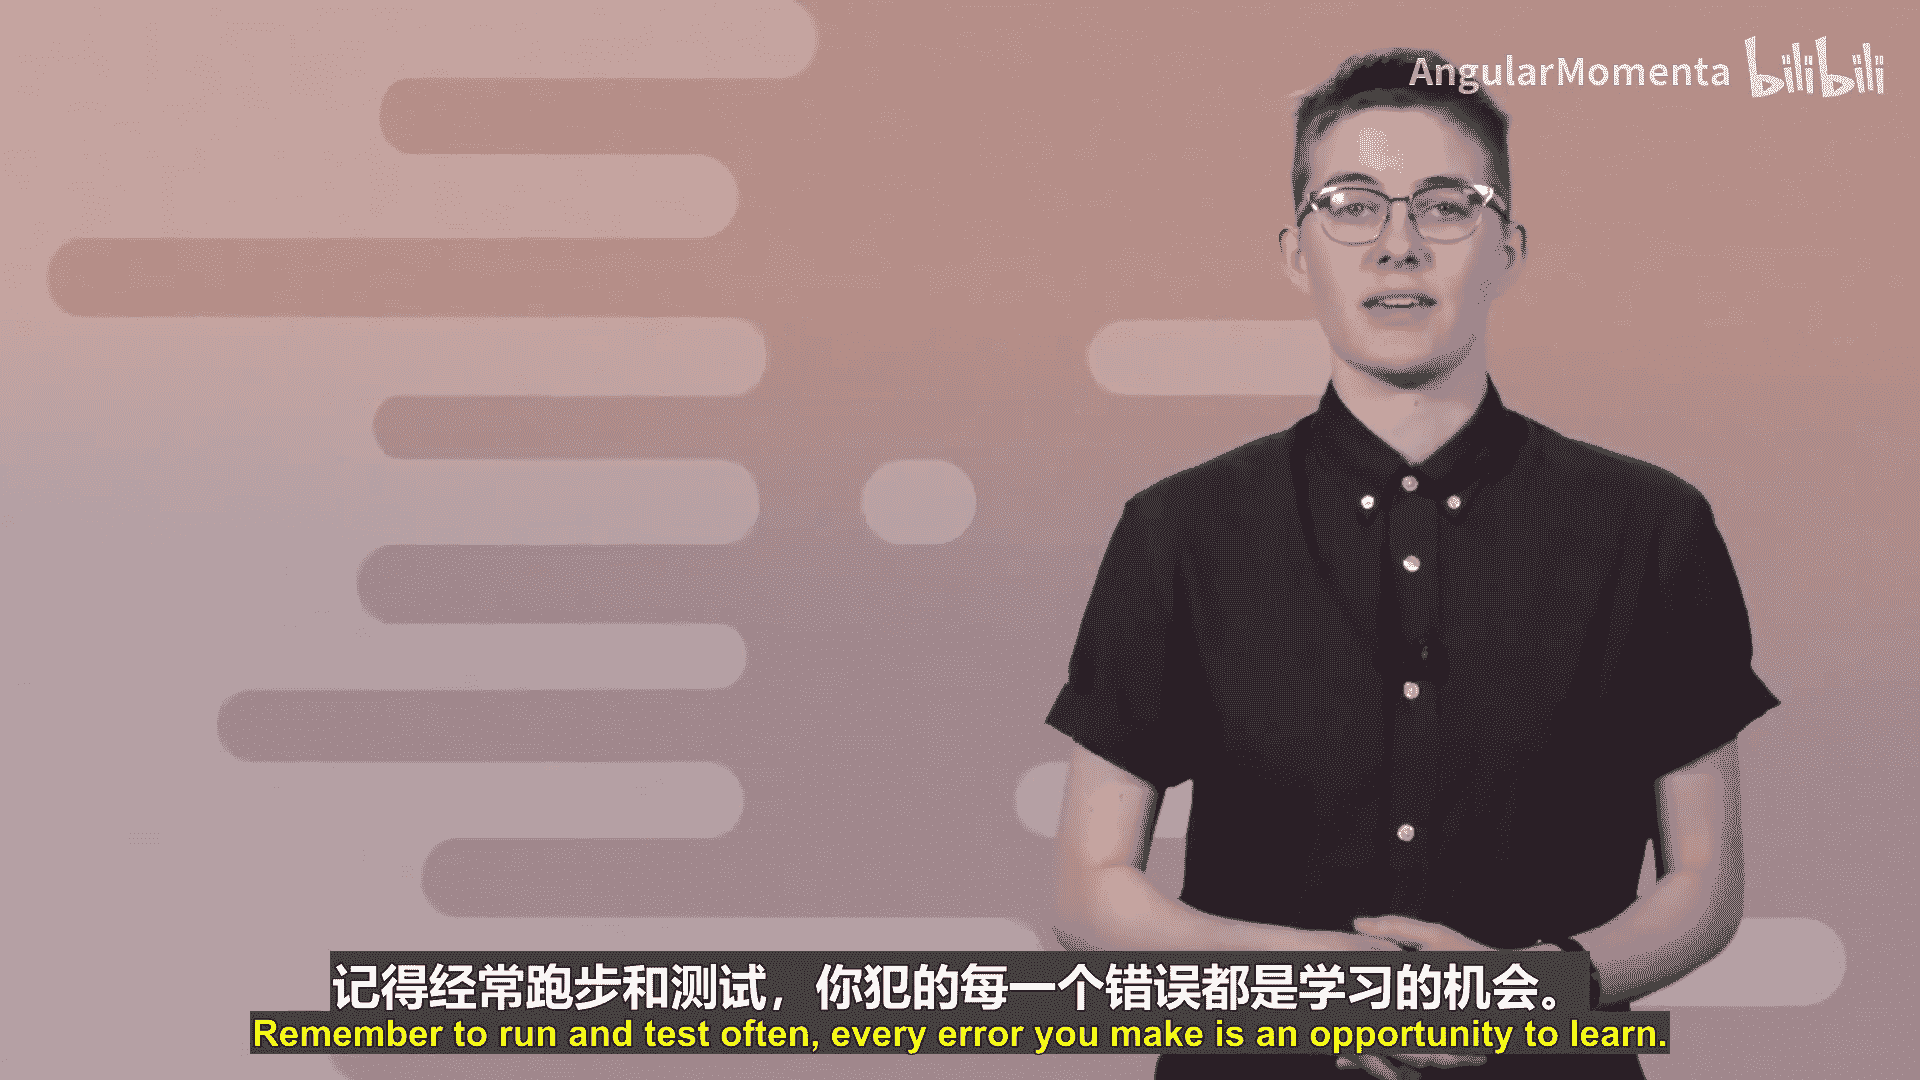 AngularMomenta bilibili
记得经常跑步和测试，你犯的每一个错误都是学习的机会。
Remember to run and test often, every error you make is an opportunity to learn.